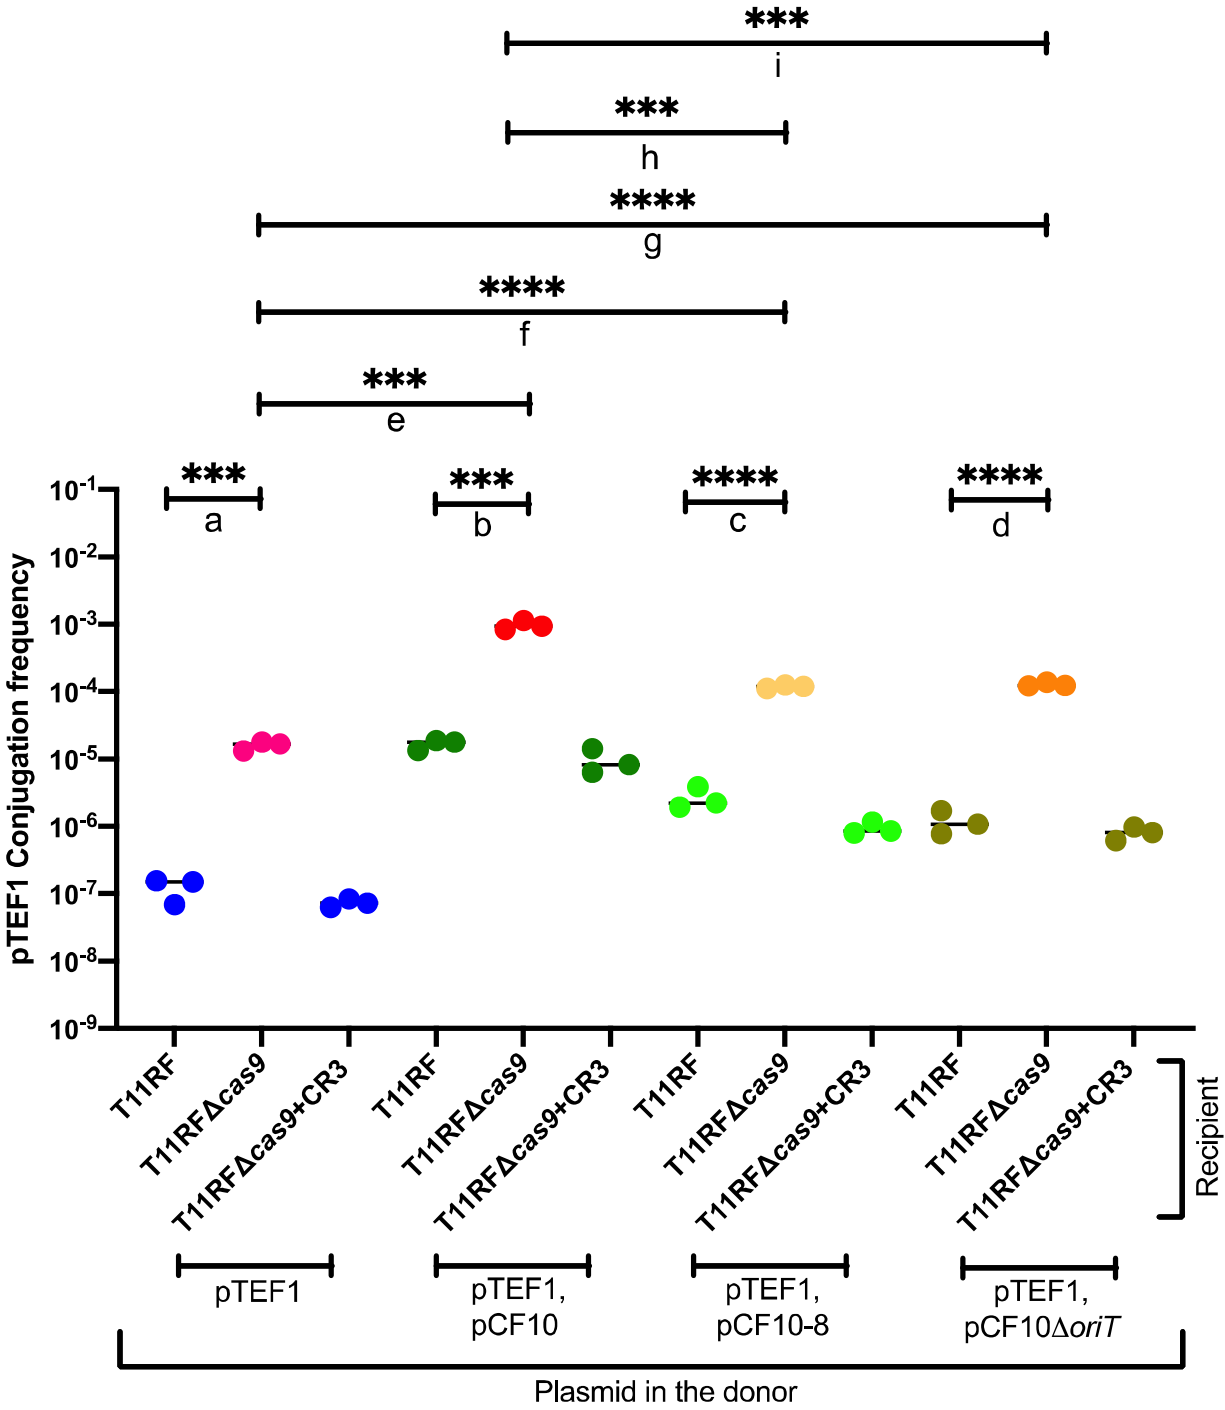 ***
i
***
h
****
g
****
f
***
e
***
a
***
b
****
c
****
d
pTEF1 Conjugation frequency
10-1
10-2
10-3
10-4
10-5
10-6
10-7
10-8
10-9
T11RF
T11RFΔcas9
T11RFΔcas9+CR3
T11RF
T11RFΔcas9
T11RFΔcas9+CR3
T11RF
T11RFΔcas9
T11RFΔcas9+CR3
T11RF
T11RFΔcas9
T11RFΔcas9+CR3
Recipient
pTEF1
pTEF1,
pCF10
pTEF1,
pCF10-8
pTEF1,
pCF10ΔoriT
Plasmid in the donor